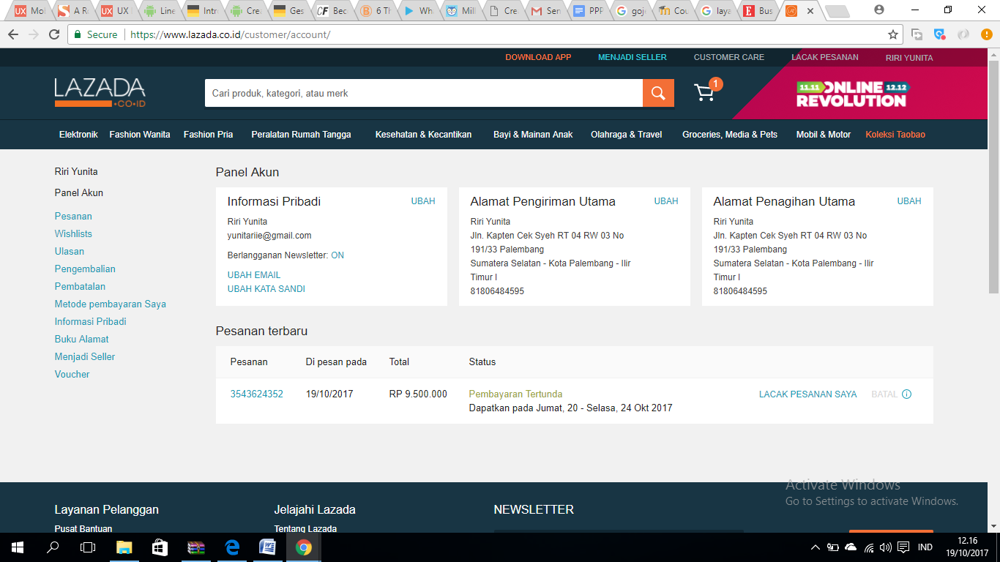 Mol
A R
UX
Line
Intr
Cre
Ges
Bec
6 Th
Wh
Mill
Cre
Sen
PPP
goj
Cou
laya
Bus
Secure https://www.lazada.co.id/customer/account/
DOWNLOAD APP MENJADI SELLER CUSTOMER CARE LACAK PESANAN RIRI YUNITA
LAZADA
.CO.ID
Cari produk, kategori, atau merk
1
11.11 ONLINE 12.12
REVOLUTION
Elektronik Fashion Wanita Fashion Pria Peralatan Rumah Tangga Kesehatan & Kecantikan Bayi & Mainan Anak Olahraga & Travel Groceries, Media & Pets Mobil & Motor Koleksi Taobao
Riri Yunita
Panel Akun
Pesanan
Wishlists
Ulasan
Pengembalian
Pembatalan
Metode pembayaran Saya
Informasi Pribadi
Buku Alamat
Menjadi Seller
Voucher
Panel Akun
Informasi Pribadi UBAH
Riri Yunita
yunitariie@gmail.com
Berlangganan Newsletter: ON
UBAH EMAIL
UBAH KATA SANDI
Alamat Pengiriman Utama UBAH
Riri Yunita
Jln. Kapten Cek Syeh RT 04 RW 03 No
191/33 Palembang
Sumatera Selatan - Kota Palembang - Ilir
Timur I
81806484595
Alamat Penagihan Utama UBAH
Riri Yunita
Jln. Kapten Cek Syeh RT 04 RW 03 No
191/33 Palembang
Sumatera Selatan - Kota Palembang - Ilir
Timur I
81806484595
Pesanan terbaru
Pesanan Di pesan pada Total Status
3543624352 19/10/2017 RP 9.500.000 Pembayaran Tertunda LACAK PESANAN SAYA BATAL
Dapatkan pada Jumat, 20 - Selasa, 24 Okt 2017
Activate Windows
Go to Settings to activate Windows.
Layanan Pelanggan
Pusat Bantuan
Jelajahi Lazada
Tentang Lazada
NEWSLETTER
IND
12.16
19/10/2017